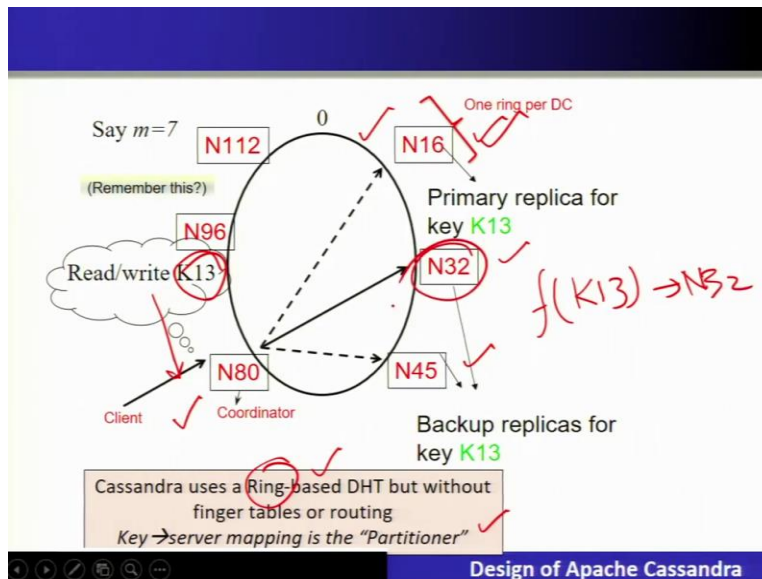 One ring per DC
0
Say m=7
N112
N16
(Remember this?)
Primary replica for
key K13
N96
Read/write K13
N32
f(K13)→N32
N80
N45
Client
Coordinator
Backup replicas for
key K13
Cassandra uses a Ring-based DHT but without
finger tables or routing
Key→server mapping is the “Partitioner”
Design of Apache Cassandra